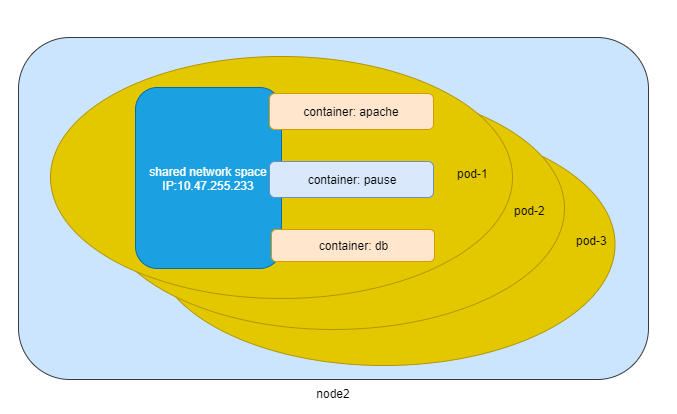 container: apache
shared network space
IP:10.47.255.233
container: pause
pod-1
pod-2
pod-3
container: db
node2